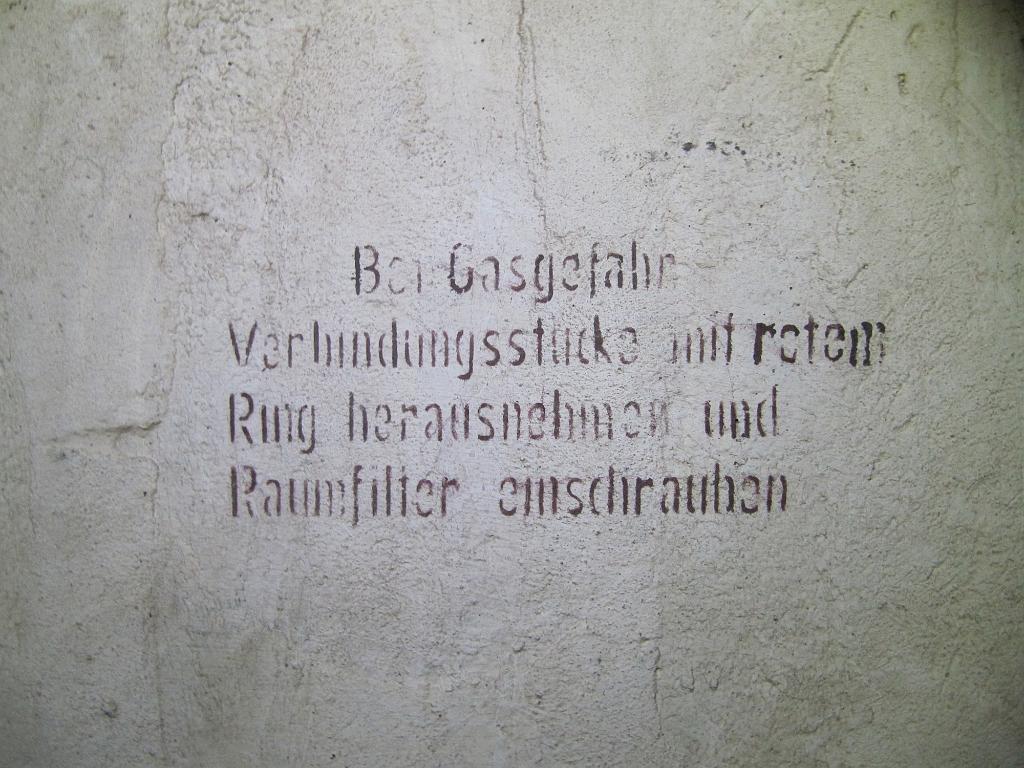 Bei Gasgefahr
Verbindungsstücke mit rotem
Ring herausnehmen und
Raumfilter einschrauben